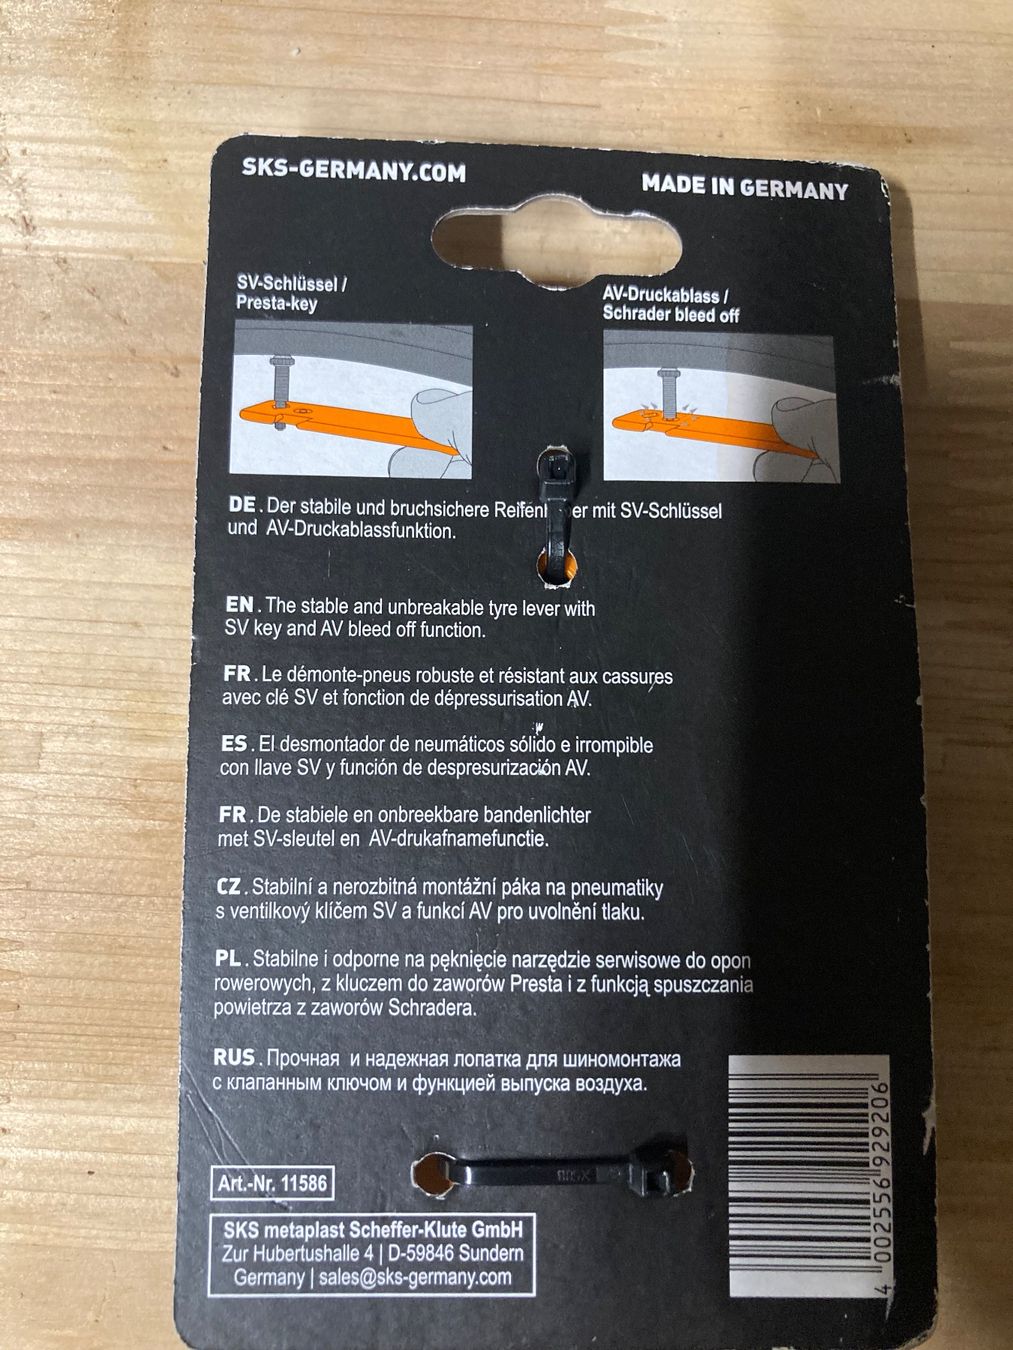 SKS-GERMANY.COM
MADE IN GERMANY
SV-Schlüssel /
Presta-key
AV-Druckablass /
Schrader bleed off
DE. Der stabile und bruchsichere mit SV-Schlüssel
und AV-Druckablassfunktion.
EN. The stable and unbreakable tyre lever with
SV key and AV bleed off function.
FR. Le démonte-pneus robuste et résistant aux cassures
avec clé SV et fonction de dépressurisation AV.
ES. El desmontador de neumáticos sólido e irrompible
con llave SV y función de despresurización AV.
FR. De stabiele en onbreekbare bandenlichter
met SV-sleutel en AV-drukafnamefunctie.
CZ. Stabilní a nerozbitná montážní páka na pneumatiky
s ventilkový klíčem SV a funkcí AV pro uvolnění tlaku.
PL. Stabilne i odporne na pęknięcie narzędzie serwisowe do opon
rowerowych, z kluczem do zaworów Presta i z funkcją spuszczania
powietrza z zaworów Schradera.
RUS. Прочная и надежная лопатка для шиномонтажа
с клапанным ключом и функцией выпуска воздуха.
Art.-Nr. 11586
SKS metaplast Scheffer-Klute GmbH
Zur Hubertushalle 4 | D-59846 Sundern
Germany | sales@sks-germany.com
4 002556 929206